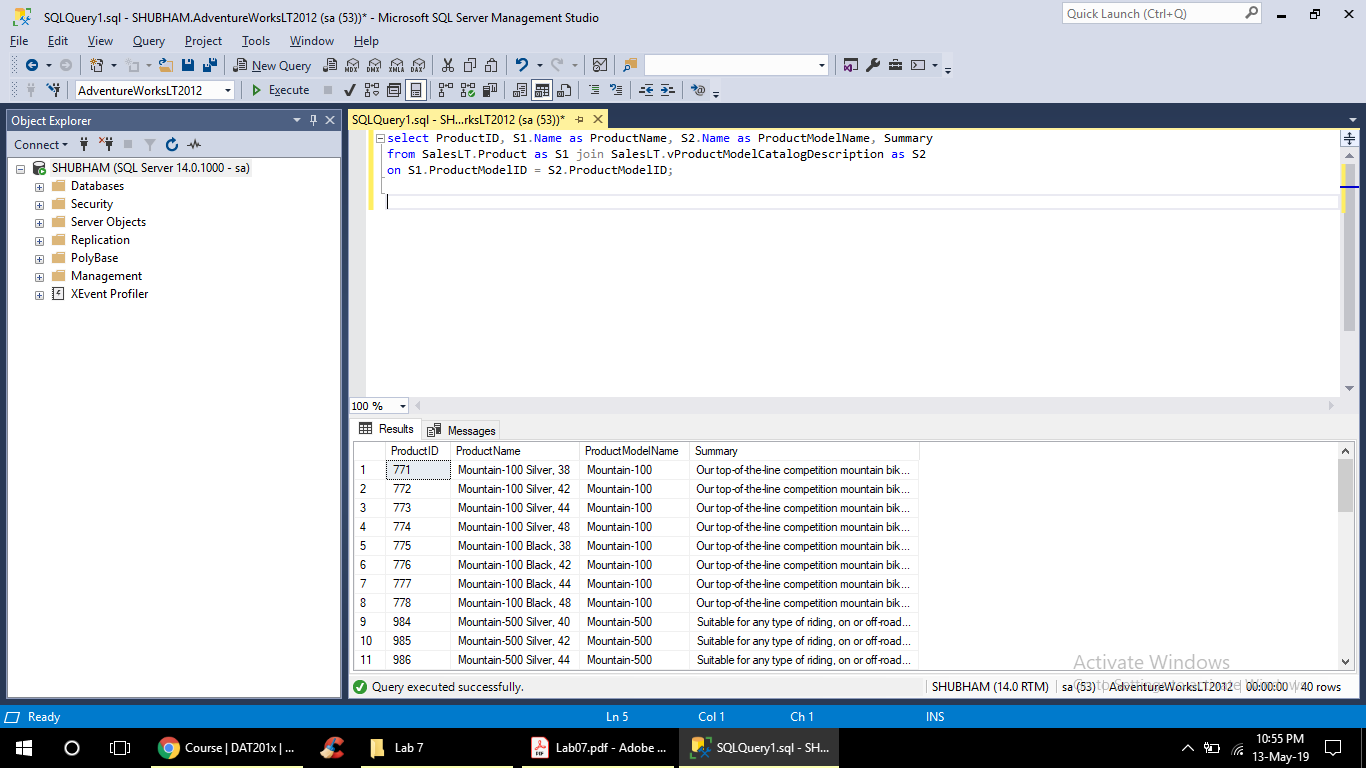 SQLQuery1.sql - SHUBHAM.AdventureWorksLT2012 (sa (53))* - Microsoft SQL Server Management Studio
Quick Launch (Ctrl+Q)
File Edit View Query Project Tools Window Help
New Query MDX DMX XMLA DAX
AdventureWorksLT2012 Execute
Object Explorer
Connect
SHUBHAM (SQL Server 14.0.1000 - sa)
Databases
Security
Server Objects
Replication
PolyBase
Management
XEvent Profiler
SQLQuery1.sql - SH...rksLT2012 (sa (53))*
select ProductID, S1.Name as ProductName, S2.Name as ProductModelName, Summary
from SalesLT.Product as S1 join SalesLT.vProductModelCatalogDescription as S2
on S1.ProductModelID = S2.ProductModelID;
100 %
Results Messages
ProductID ProductName ProductModelName Summary
1 771 Mountain-100 Silver, 38 Mountain-100 Our top-of-the-line competition mountain bik...
2 772 Mountain-100 Silver, 42 Mountain-100 Our top-of-the-line competition mountain bik...
3 773 Mountain-100 Silver, 44 Mountain-100 Our top-of-the-line competition mountain bik...
4 774 Mountain-100 Silver, 48 Mountain-100 Our top-of-the-line competition mountain bik...
5 775 Mountain-100 Black, 38 Mountain-100 Our top-of-the-line competition mountain bik...
6 776 Mountain-100 Black, 42 Mountain-100 Our top-of-the-line competition mountain bik...
7 777 Mountain-100 Black, 44 Mountain-100 Our top-of-the-line competition mountain bik...
8 778 Mountain-100 Black, 48 Mountain-100 Our top-of-the-line competition mountain bik...
9 984 Mountain-500 Silver, 40 Mountain-500 Suitable for any type of riding, on or off-road...
10 985 Mountain-500 Silver, 42 Mountain-500 Suitable for any type of riding, on or off-road...
11 986 Mountain-500 Silver, 44 Mountain-500 Suitable for any type of riding, on or off-road...
Activate Windows
Go to Settings to activate Windows.
Query executed successfully. SHUBHAM (14.0 RTM) sa (53) AdventureWorksLT2012 00:00:00 40 rows
Ready Ln 5 Col 1 Ch 1 INS
Course | DAT201x | ... Lab 7 Lab07.pdf - Adobe ... SQLQuery1.sql - SH...
10:55 PM
13-May-19